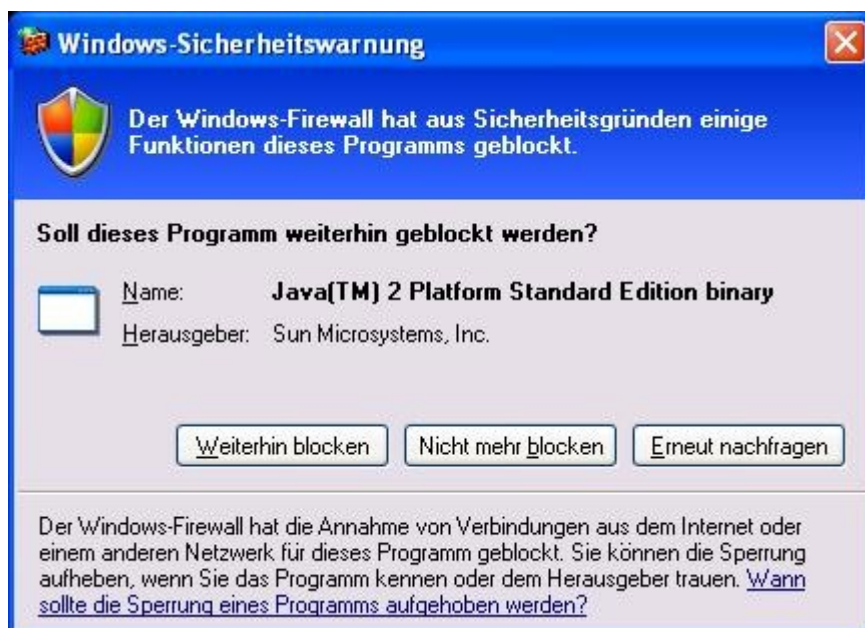 Windows-Sicherheitswarnung
Der Windows-Firewall hat aus Sicherheitsgründen einige
Funktionen dieses Programms geblockt.
Soll dieses Programm weiterhin geblockt werden?
Name: Java(TM) 2 Platform Standard Edition binary
Herausgeber: Sun Microsystems, Inc.
Weiterhin blocken Nicht mehr blocken Erneut nachfragen
Der Windows-Firewall hat die Annahme von Verbindungen aus dem Internet oder
einem anderen Netzwerk für dieses Programm geblockt. Sie können die Sperrung
aufheben, wenn Sie das Programm kennen oder dem Herausgeber trauen. Wann
sollte die Sperrung eines Programms aufgehoben werden?